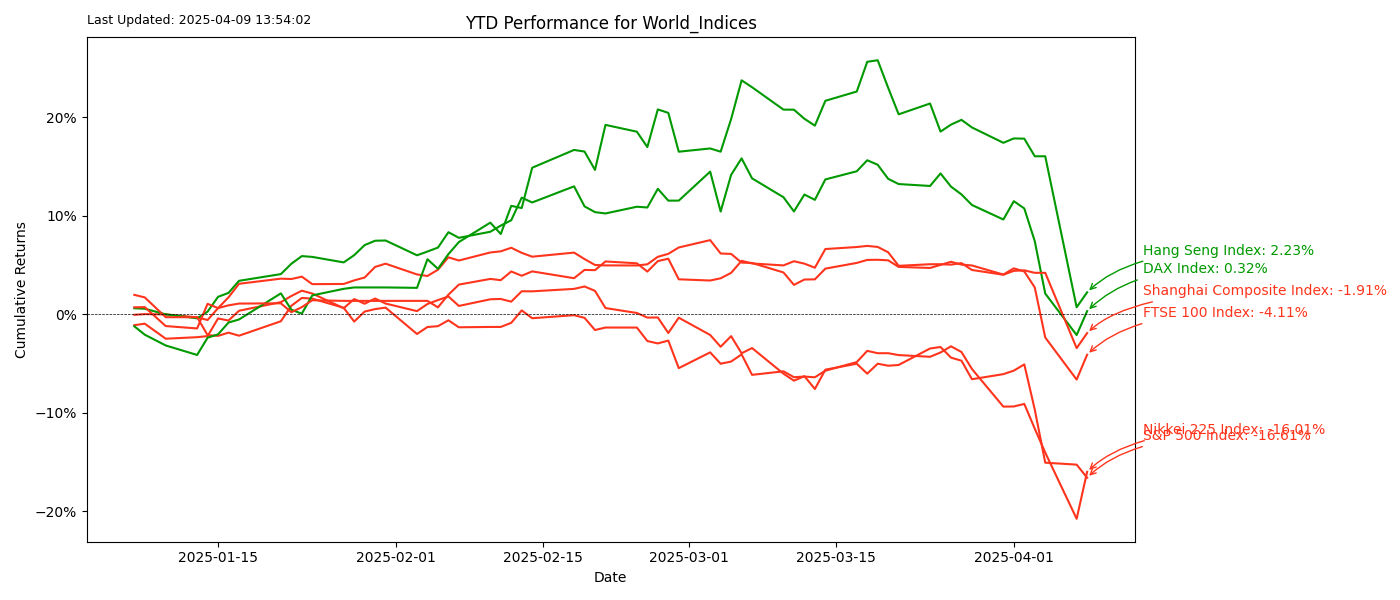 Last Updated: 2025-04-09 13:54:02
YTD Performance for World_Indices
Cumulative Returns
20%
10%
0%
−10%
−20%
Hang Seng Index: 2.23%
DAX Index: 0.32%
Shanghai Composite Index: -1.91%
FTSE 100 Index: -4.11%
Nikkei 225 Index: -16.01%
S&P 500 Index: -16.61%
2025-01-15
2025-02-01
2025-02-15
2025-03-01
2025-03-15
2025-04-01
Date